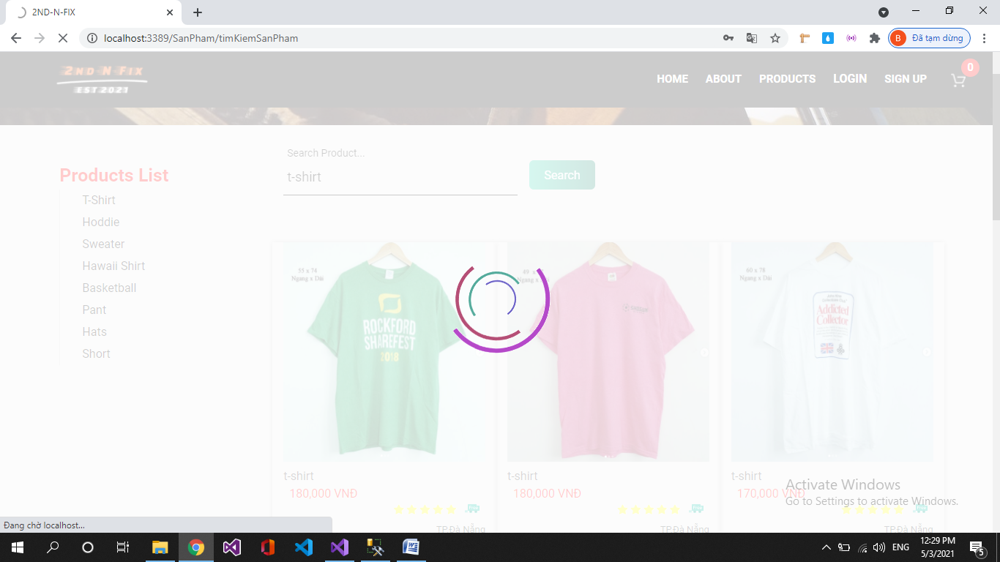 2ND-N-FIX
localhost:3389/SanPham/timKiemSanPham
B Đã tạm dừng
2ND N FIX
EST 2021
HOME ABOUT PRODUCTS LOGIN SIGN UP 0
Search Product...
t-shirt
Search
Products List
T-Shirt
Hoddie
Sweater
Hawaii Shirt
Basketball
Pant
Hats
Short
55 x 74
Ngang x Dài
ROCKFORD
SHAREFEST
2018
49 x
Ngang x Dài
60 x 78
Ngang x Dài
Addicted
Collector
t-shirt
180,000 VNĐ
TP.Đà Nẵng
t-shirt
180,000 VNĐ
TP.Đà Nẵng
t-shirt
170,000 VNĐ
TP.Đà Nẵng
Activate Windows
Go to Settings to activate Windows.
Đang chờ localhost...
ENG
12:29 PM
5/3/2021
5